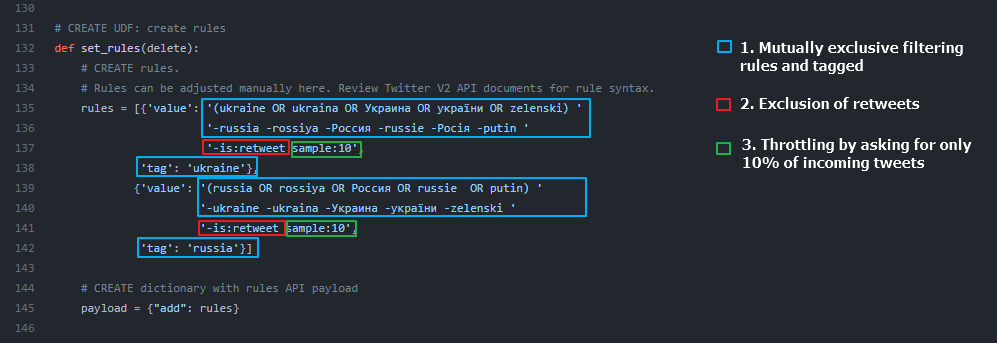 130
131 # CREATE UDF: create rules
132 def set_rules(delete):
133 # CREATE rules.
134 # Rules can be adjusted manually here. Review Twitter V2 API documents for rule syntax.
135 rules = [{'value': '(ukraine OR ukraina OR Украина OR україни OR zelenski) '
136 '-russia -rossiya -Россия -russie -Росія -putin '
137 '-is:retweet sample:10',
138 'tag': 'ukraine'},
139 {'value': '(russia OR rossiya OR Россия OR russie  OR putin) '
140 '-ukraine -ukraina -Украина -україни -zelenski '
141 '-is:retweet sample:10',
142 'tag': 'russia'}]
143
144 # CREATE dictionary with rules API payload
145 payload = {"add": rules}
146
1. Mutually exclusive filtering
rules and tagged
2. Exclusion of retweets
3. Throttling by asking for only
10% of incoming tweets